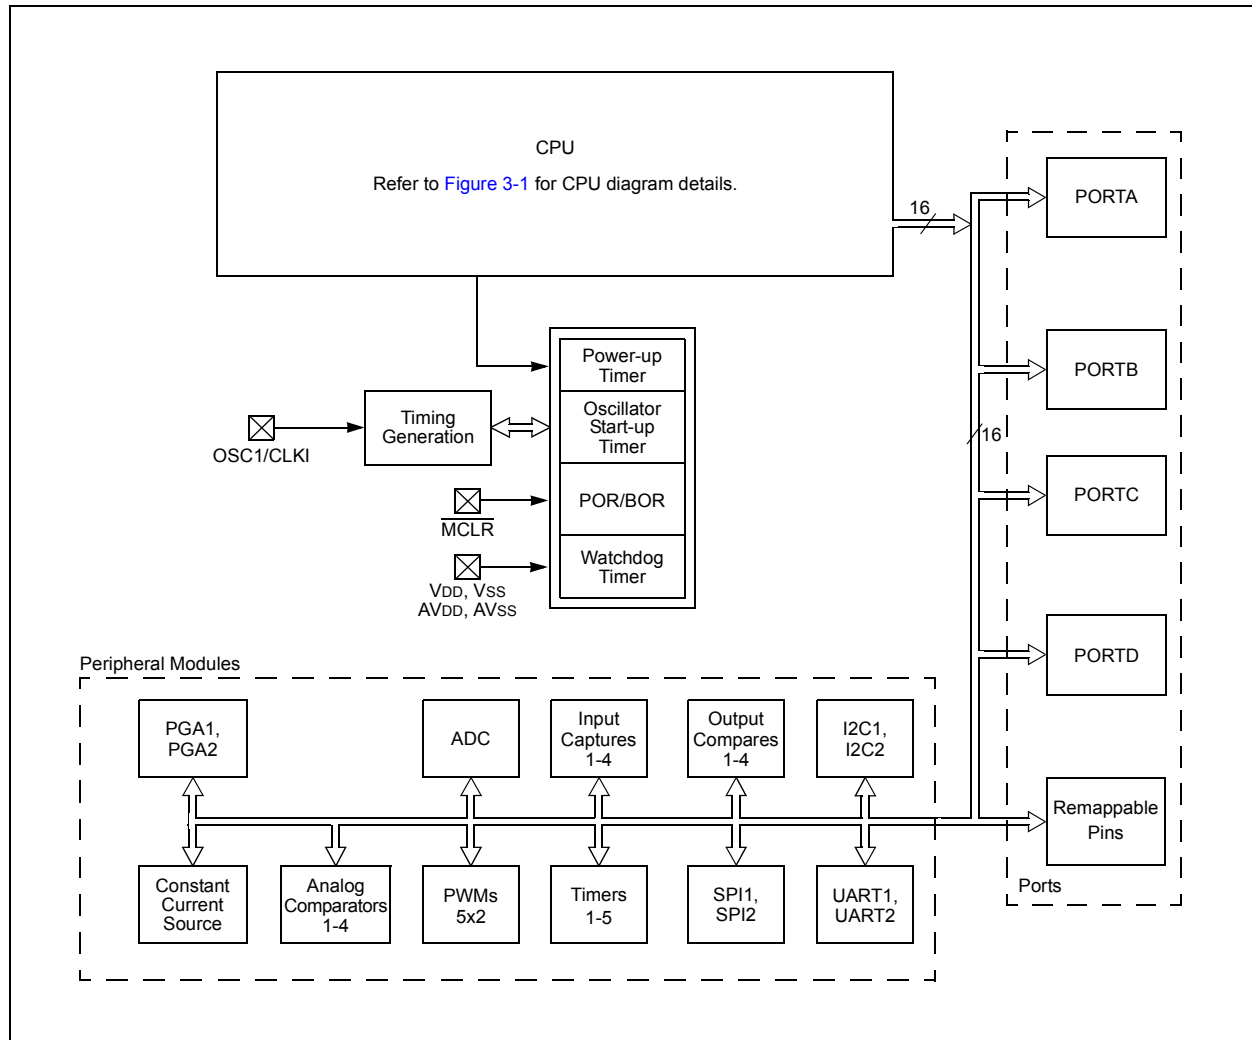 CPU
Refer to Figure 3-1 for CPU diagram details.
16
PORTA
Power-up
Timer
PORTB
Timing
Generation
Oscillator
Start-up
Timer
OSC1/CLKI
16
PORTC
POR/BOR
MCLR
Watchdog
Timer
VDD, VSS
AVDD, AVSS
PORTD
Peripheral Modules
PGA1,
PGA2
ADC
Input
Captures
1-4
Output
Compares
1-4
I2C1,
I2C2
Remappable
Pins
Constant
Current
Source
Analog
Comparators
1-4
PWMs
5x2
Timers
1-5
SPI1,
SPI2
UART1,
UART2
Ports